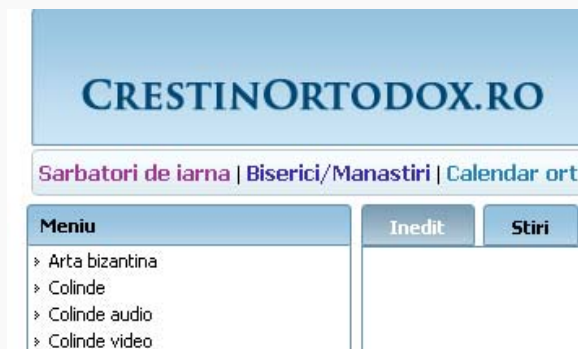 CRESTINORTODOX.RO
Sarbatori de iarna | Biserici/Manastiri | Calendar ort
Meniu
Inedit
Stiri
» Arta bizantina
» Colinde
» Colinde audio
» Colinde video